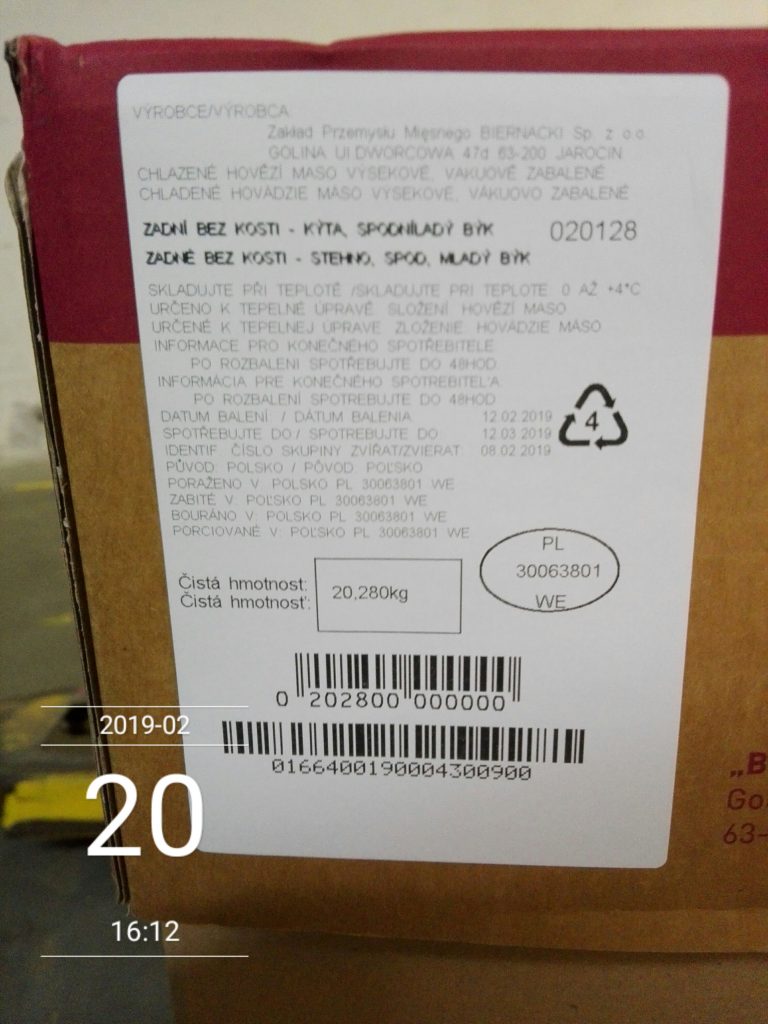 VÝROBCE/VÝROBCA
Zakład Przemysłu Mięsnego BIERNACKI Sp. z o.o.
GOLINA Ul DWORCOWA 47d 63-200 JAROCIN
CHLAZENÉ HOVĚZÍ MASO VÝSEKOVÉ, VAKUOVĚ ZABALENÉ
CHLADENÉ HOVÄDZIE MÄSO VÝSEKOVÉ, VÁKUOVO ZABALENÉ
ZADNÍ BEZ KOSTI - KÝTA, SPODNÍLADÝ BÝK 020128
ZADNÉ BEZ KOSTI - STEHNO, SPOD, MLADÝ BÝK
SKLADUJTE PŘI TEPLOTĚ /SKLADUJTE PRI TEPLOTE 0 AŽ +4°C
URČENO K TEPELNÉ ÚPRAVĚ. SLOŽENÍ: HOVĚZÍ MASO
URČENÉ K TEPELNEJ ÚPRAVE ZLOŽENIE: HOVÄDZIE MÄSO
INFORMACE PRO KONEČNÉHO SPOTŘEBITELE
PO ROZBALENI SPOTŘEBUJTE DO 48HOD.
INFORMÁCIA PRE KONEČNÉHO SPOTREBITEĽA
PO ROZBALENÍ SPOTREBUJTE DO 48HOD
DATUM BALENÍ / DÁTUM BALENIA 12.02 2019
SPOTŘEBUJTE DO / SPOTREBUJTE DO 12.03 2019
IDENTIF. ČÍSLO SKUPINY ZVÍŘAT/ZVIERAT: 08.02 2019
4
PŮVOD: POLSKO / PÔVOD: POĽSKO
PORAŽENO V: POLSKO PL 30063801 WE
ZABITÉ V: POĽSKO PL 30063801 WE
BOURÁNO V: POLSKO PL 30063801 WE
PORCIOVANÉ V: POĽSKO PL 30063801 WE
PL
30063801
WE
Čistá hmotnost:
Čistá hmotnosť:
20,280kg
0 202800 000000
01664001900043009​00
2019-02
20
16:12
„B
Go
63-